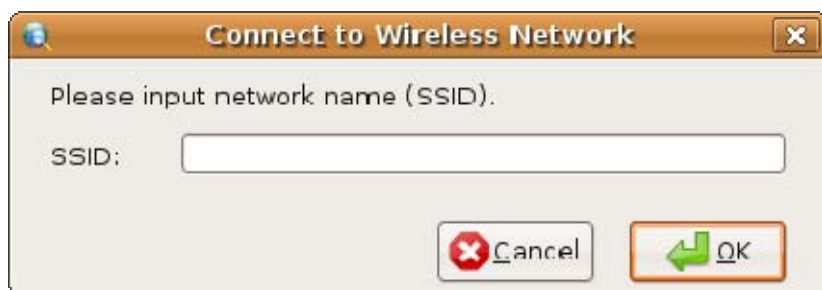 Connect to Wireless Network
Please input network name (SSID).
SSID:
Cancel
OK